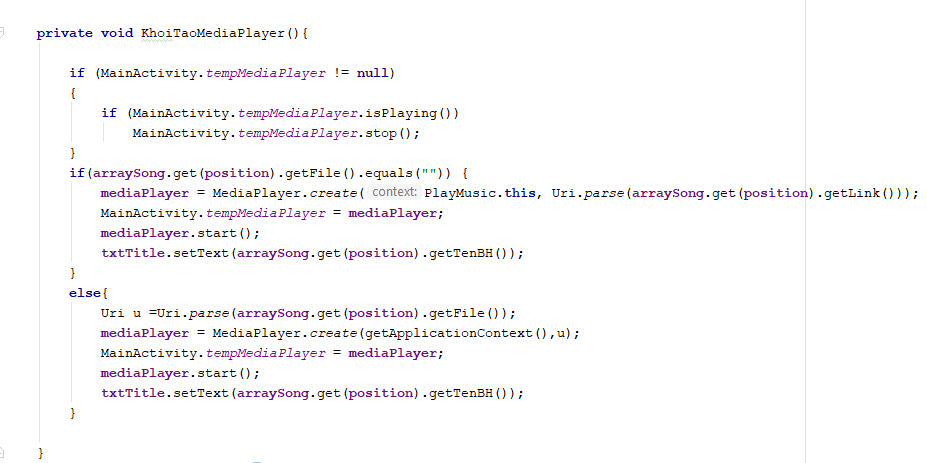 private void KhoiTaoMediaPlayer(){
if (MainActivity.tempMediaPlayer != null)
{
if (MainActivity.tempMediaPlayer.isPlaying())
MainActivity.tempMediaPlayer.stop();
}
if(arraySong.get(position).getFile().equals("")) {
mediaPlayer = MediaPlayer.create( context: PlayMusic.this, Uri.parse(arraySong.get(position).getLink()));
MainActivity.tempMediaPlayer = mediaPlayer;
mediaPlayer.start();
txtTitle.setText(arraySong.get(position).getTenBH());
}
else{
Uri u =Uri.parse(arraySong.get(position).getFile());
mediaPlayer = MediaPlayer.create(getApplicationContext(),u);
MainActivity.tempMediaPlayer = mediaPlayer;
mediaPlayer.start();
txtTitle.setText(arraySong.get(position).getTenBH());
}
}